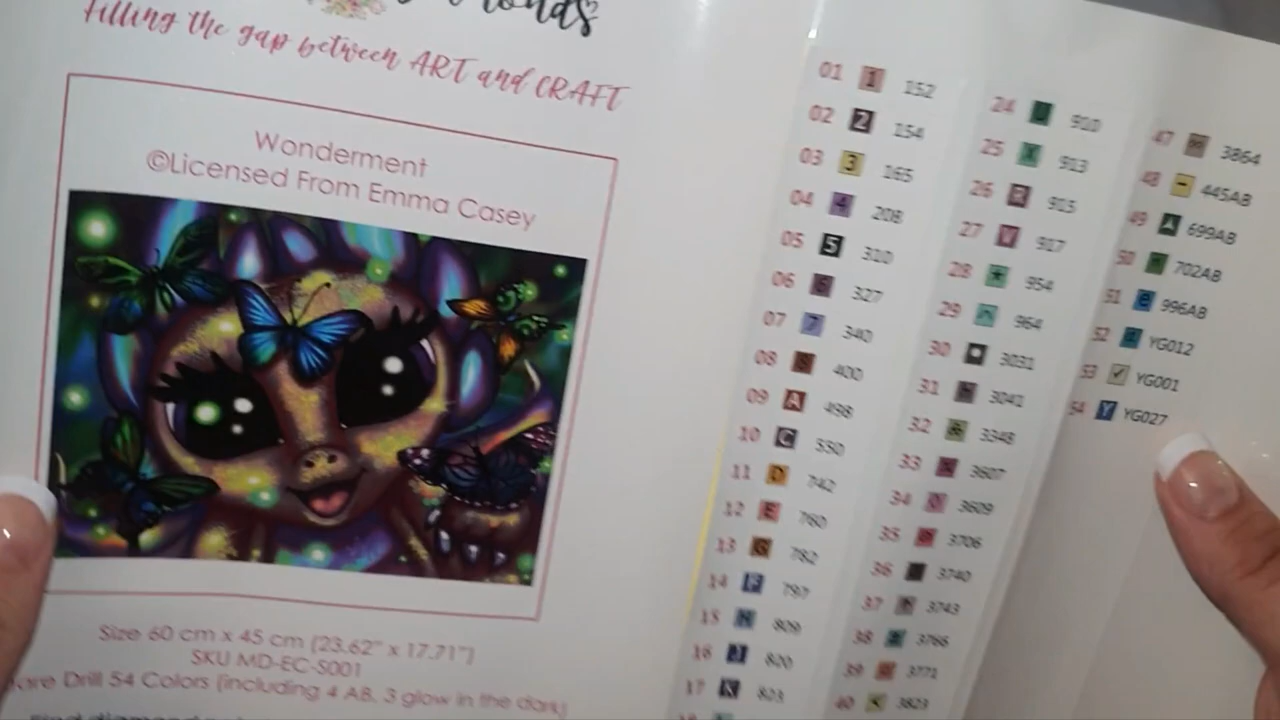 Filling the gap between ART and CRAFT
Wonderment
©Licensed From Emma Casey
Size 60 cm x 45 cm (23.62" x 17.71")
SKU MD-EC-S001
Drill 54 Colors (including 4 AB, 3 glow in the dark)
01 1 152
02 2 154
03 3 165
04 4 208
05 5 310
06 6 327
07 7 340
08 8 400
09 A 498
10 C 550
11 D 742
12 E 760
13 G 782
14 F 797
15 H 809
16 J 820
17 K 823
24 U 910
25 X 913
26 R 915
27 V 917
28 954
29 964
30 3031
31 3041
32 3348
33 3607
34 3609
35 3706
36 3740
37 3743
38 3766
39 3771
40 3823
47 3864
48 445AB
49 699AB
50 702AB
51 e 996AB
52 YG012
53 YG001
54 Y YG027